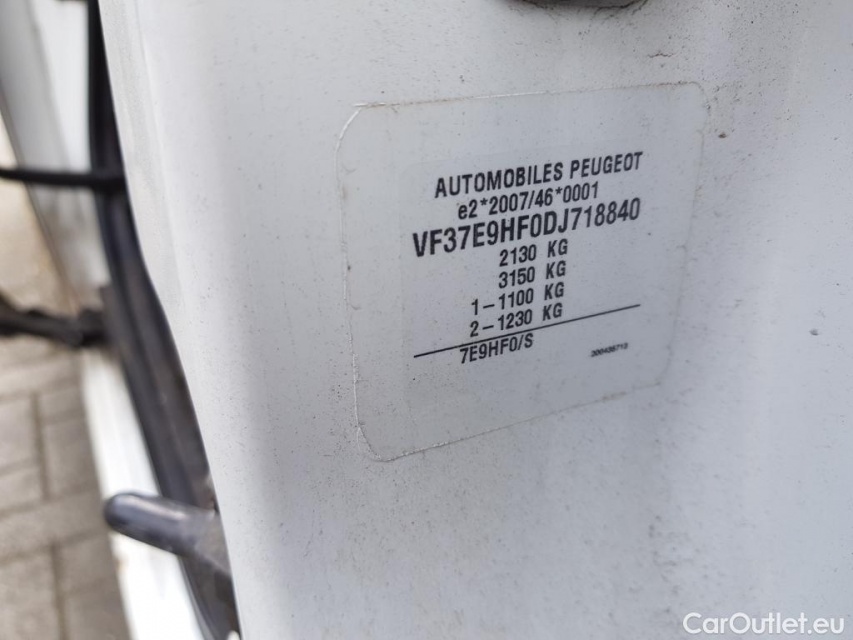 AUTOMOBILES PEUGEOT
e2*2007/46*0001
VF37E9HF0DJ718840
2130 KG
3150 KG
1-1100 KG
2-1230 KG
7E9HF0/S
CarOutlet.eu